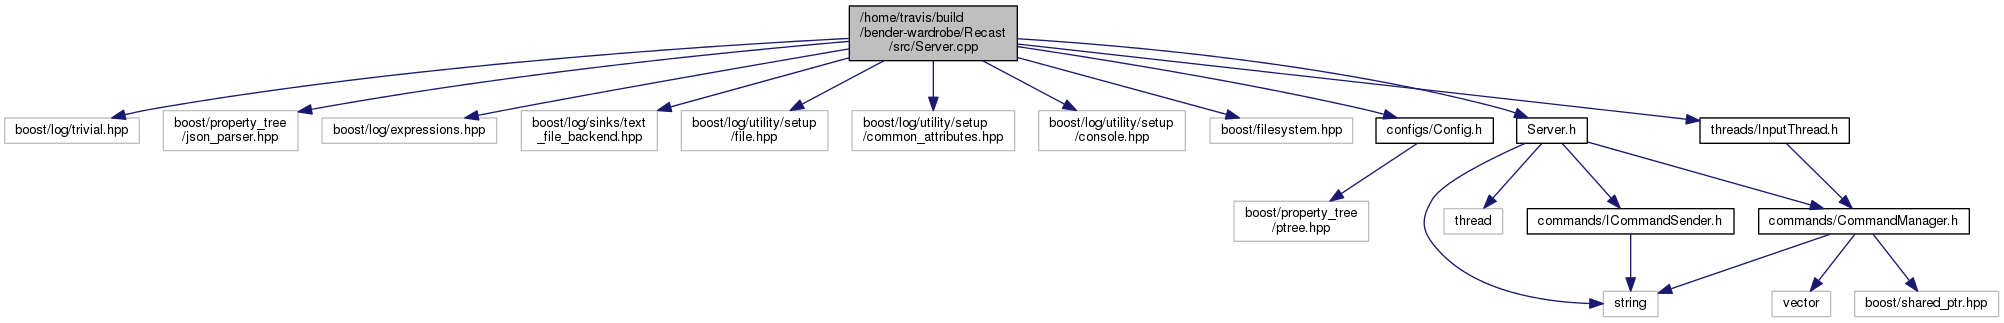 /home/travis/build
/bender-wardrobe/Recast
/src/Server.cpp
boost/log/trivial.hpp
boost/property_tree
/json_parser.hpp
boost/log/expressions.hpp
boost/log/sinks/text
_file_backend.hpp
boost/log/utility/setup
/file.hpp
boost/log/utility/setup
/common_attributes.hpp
boost/log/utility/setup
/console.hpp
boost/filesystem.hpp
configs/Config.h
Server.h
threads/InputThread.h
boost/property_tree
/ptree.hpp
thread
commands/ICommandSender.h
commands/CommandManager.h
string
vector
boost/shared_ptr.hpp